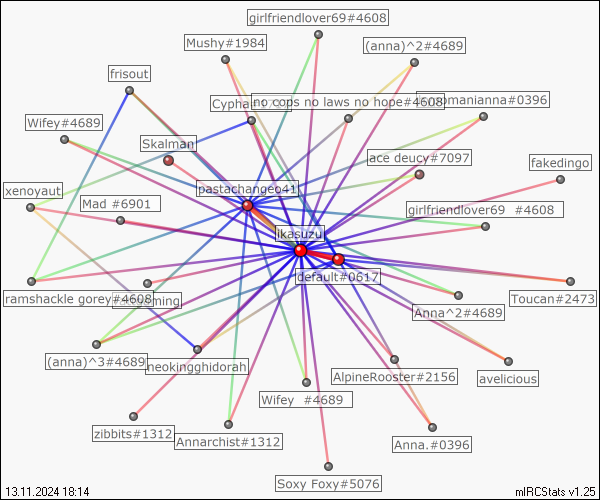 girlfriendlover69#4608
Mushy#1984
(anna)^2#4689
frisout
Cypha
no cops no laws no hope#4608
manianna#0396
Wifey#4689
Skalman
ace deucy#7097
fakedingo
xenoyaut
pastachangeo41
Mad #6901
girlfriendlover69 #4608
ikasuzu
default#0617
ramshackle gorey#4608
Toucan#2473
Anna^2#4689
(anna)^3#4689
neokingghidorah
AlpineRooster#2156
avelicious
Wifey #4689
zibbits#1312
Annarchist#1312
Anna.#0396
Soxy Foxy#5076
13.11.2024 18:14
mIRCStats v1.25